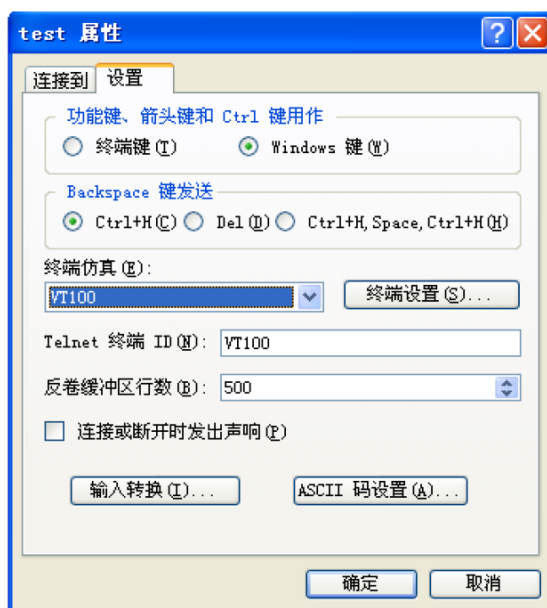 test 属性
连接到 设置
功能键、箭头键和 Ctrl 键用作
终端键(T) Windows 键(W)
Backspace 键发送
Ctrl+H(C) Del(D) Ctrl+H,Space,Ctrl+H(H)
终端仿真(E):
VT100 终端设置(S)...
Telnet 终端 ID(N): VT100
反卷缓冲区行数(B): 500
连接或断开时发出声响(P)
输入转换(I)... ASCII 码设置(A)...
确定 取消